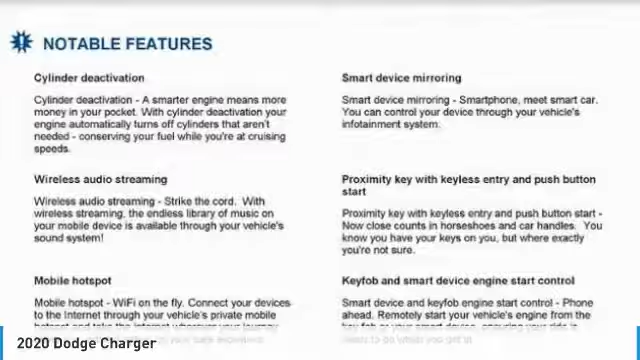 NOTABLE FEATURES
Cylinder deactivation
Cylinder deactivation - A smarter engine means more
money in your pocket. With cylinder deactivation your
engine automatically turns off cylinders that aren't
needed - conserving your fuel while you're at cruising
speeds.
Smart device mirroring
Smart device mirroring - Smartphone, meet smart car.
You can control your device through your vehicle's
infotainment system.
Wireless audio streaming
Wireless audio streaming - Strike the cord. With
wireless streaming, the endless library of music on
your mobile device is available through your vehicle's
sound system!
Proximity key with keyless entry and push button
start
Proximity key with keyless entry and push button start -
Now close counts in horseshoes and car handles. You
know you have your keys on you, but where exactly
you're not sure.
Mobile hotspot
Mobile hotspot - WiFi on the fly. Connect your devices
to the Internet through your vehicle's private mobile
Keyfob and smart device engine start control
Smart device and keyfob engine start control - Phone
ahead. Remotely start your vehicle's engine from the
2020 Dodge Charger